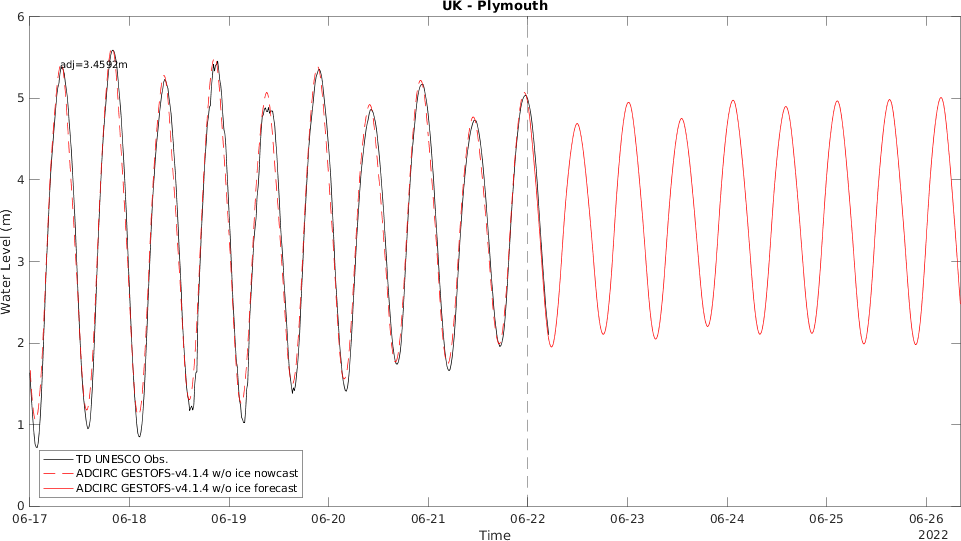 UK - Plymouth
6
5
4
3
2
1
0
Water Level (m)
adj=3.4592m
TD UNESCO Obs.
ADCIRC GESTOFS-v4.1.4 w/o ice nowcast
ADCIRC GESTOFS-v4.1.4 w/o ice forecast
06-17 06-18 06-19 06-20 06-21 06-22 06-23 06-24 06-25 06-26
Time
2022